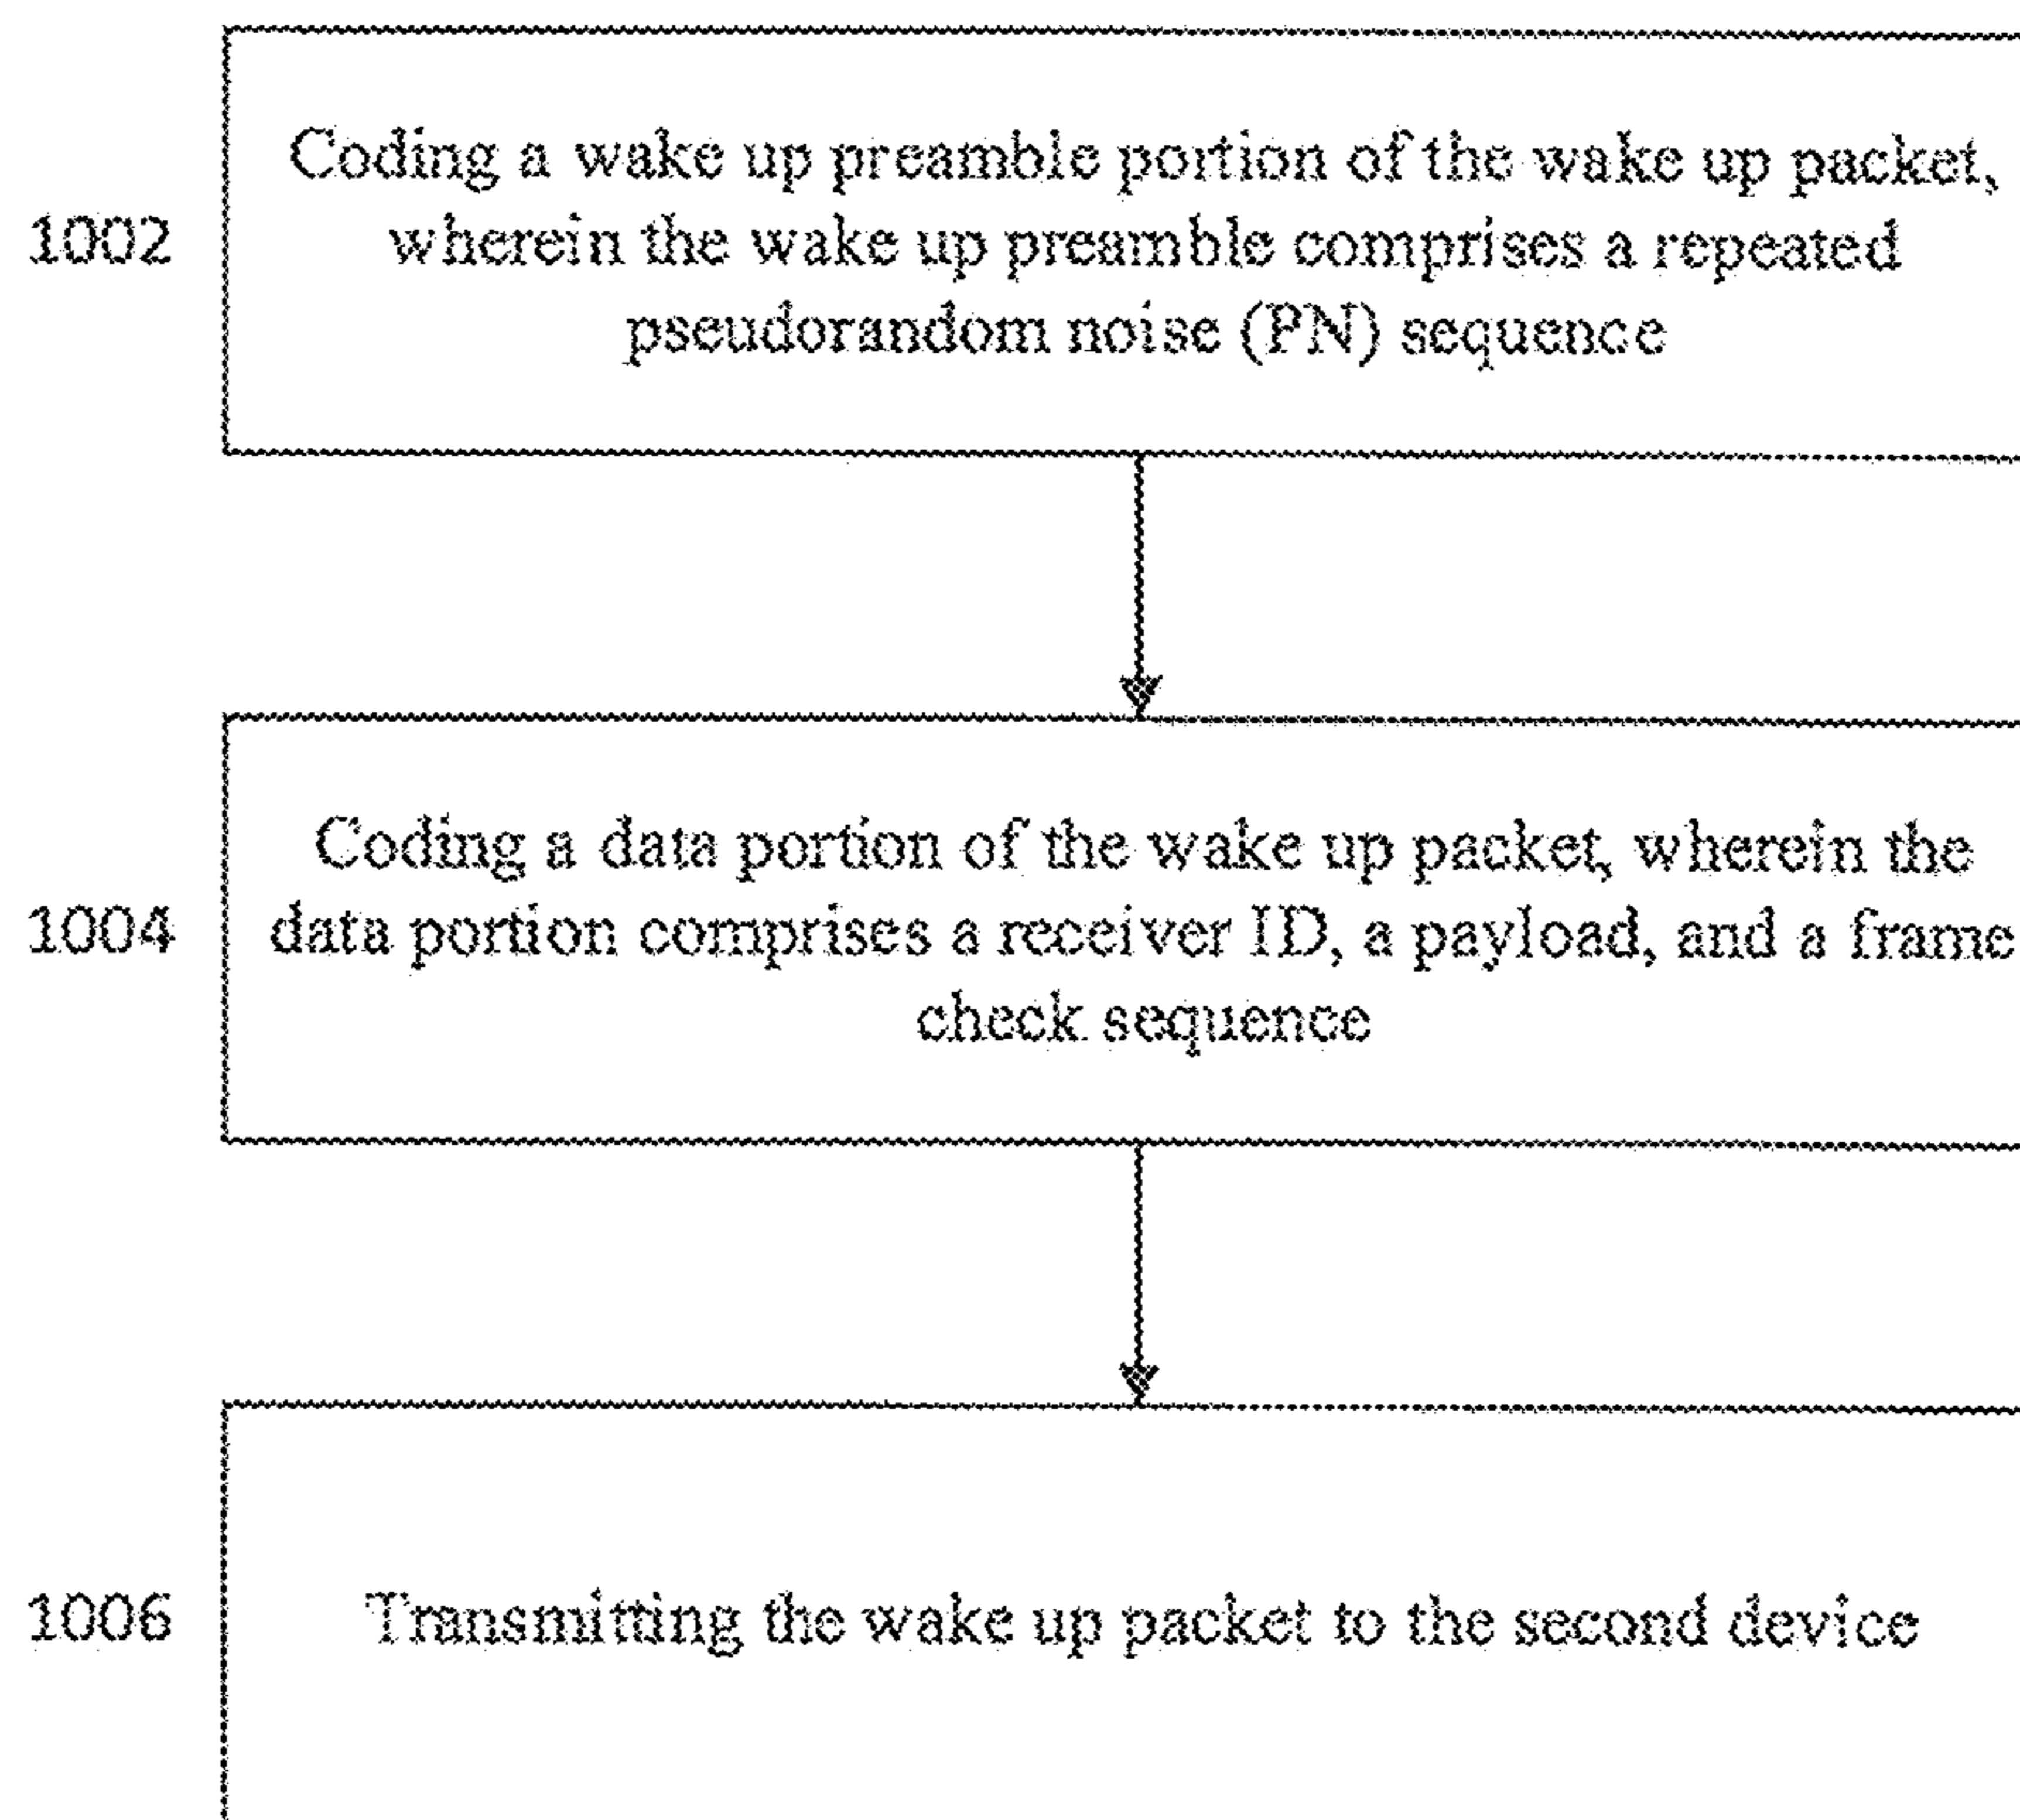 Coding a wake up preamble portion of the wake up packet,
1002
wherein the wake up preamble comprises a repeated
pseudorandom noise (PN) sequence
Coding a data portion of the wake up packet, wherein the
1004
data portion comprises a receiver ID, a payload, and a frame
check sequence
1006
Transmitting the wake up packet to the second device